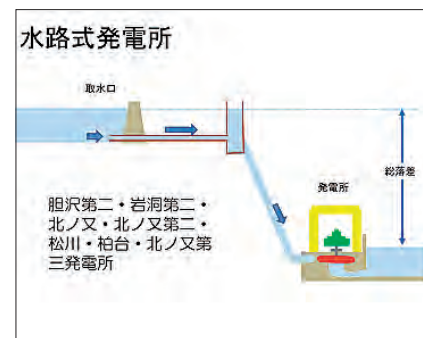 水路式発電所
取水口
総落差
発電所
胆沢第二・岩洞第二・
北ノ又・北ノ又第二・
松川・柏台・北ノ又第
三発電所